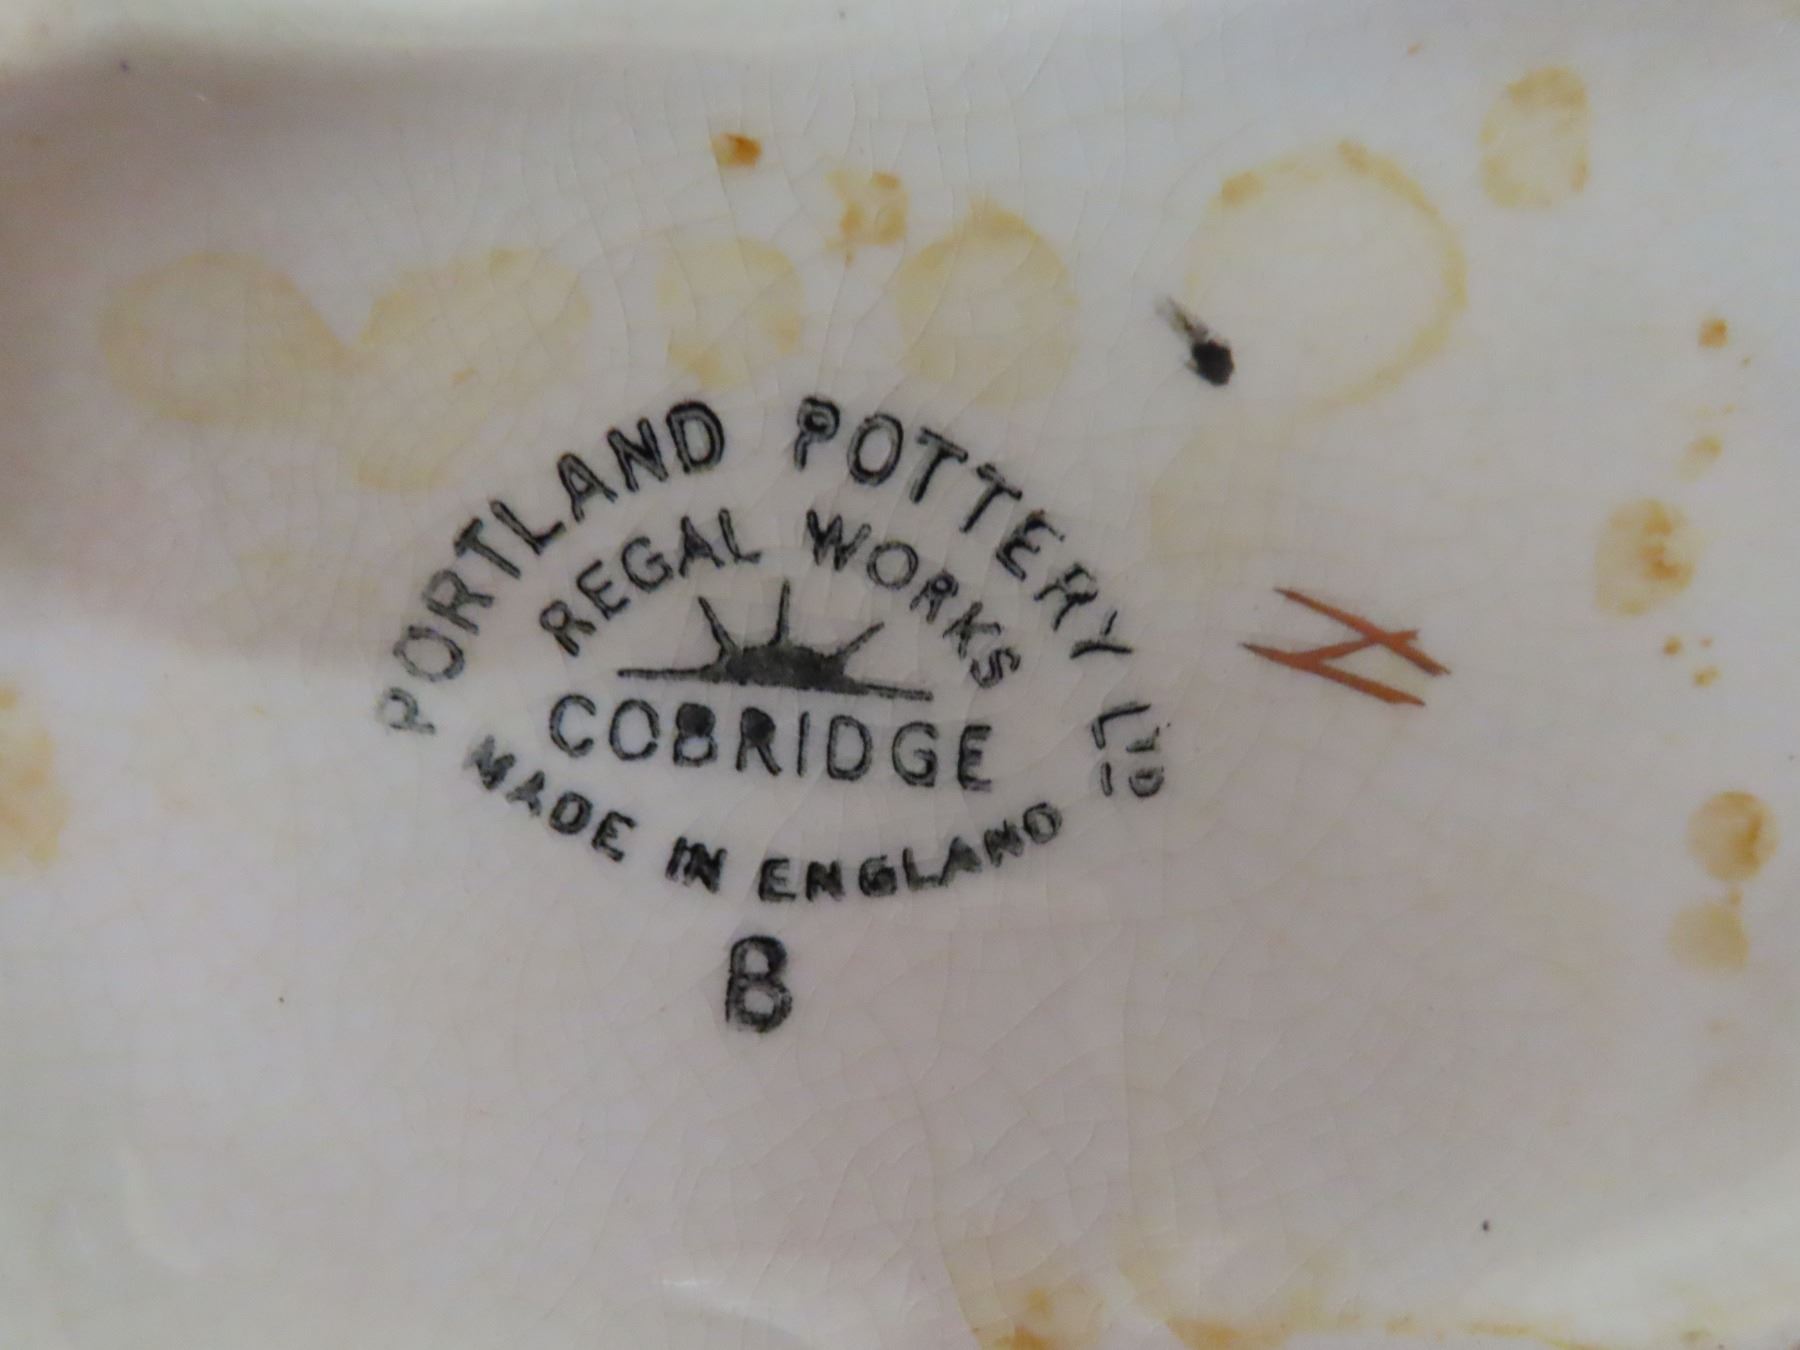 PORTLAND POTTERY LTD
REGAL WORKS
COBRIDGE
MADE IN ENGLAND
B